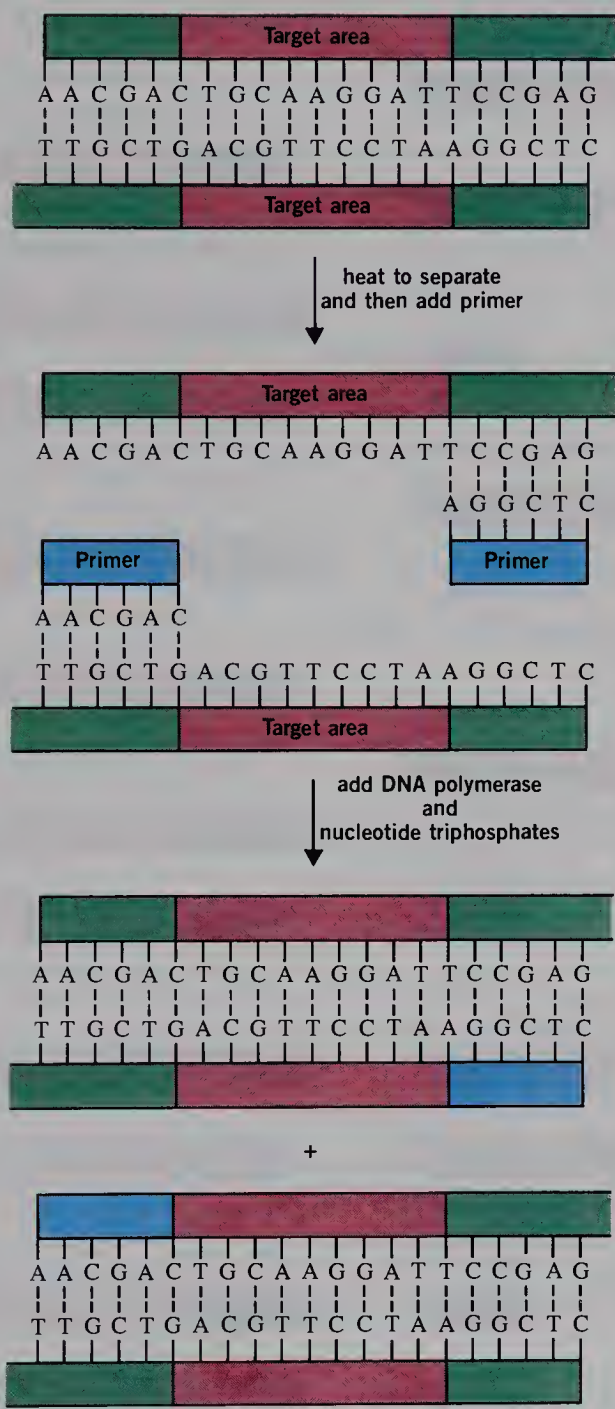 Target area
A A C G A C T G C A A G G A T T C C G A G
T T G C T G A C G T T C C T A A G G C T C
Target area
heat to separate
and then add primer
Target area
A A C G A C T G C A A G G A T T C C G A G
A G G C T C
Primer
Primer
A A C G A C
T T G C T G A C G T T C C T A A G G C T C
Target area
add DNA polymerase
and
nucleotide triphosphates
A A C G A C T G C A A G G A T T C C G A G
T T G C T G A C G T T C C T A A G G C T C
+
A A C G A C T G C A A G G A T T C C G A G
T T G C T G A C G T T C C T A A G G C T C